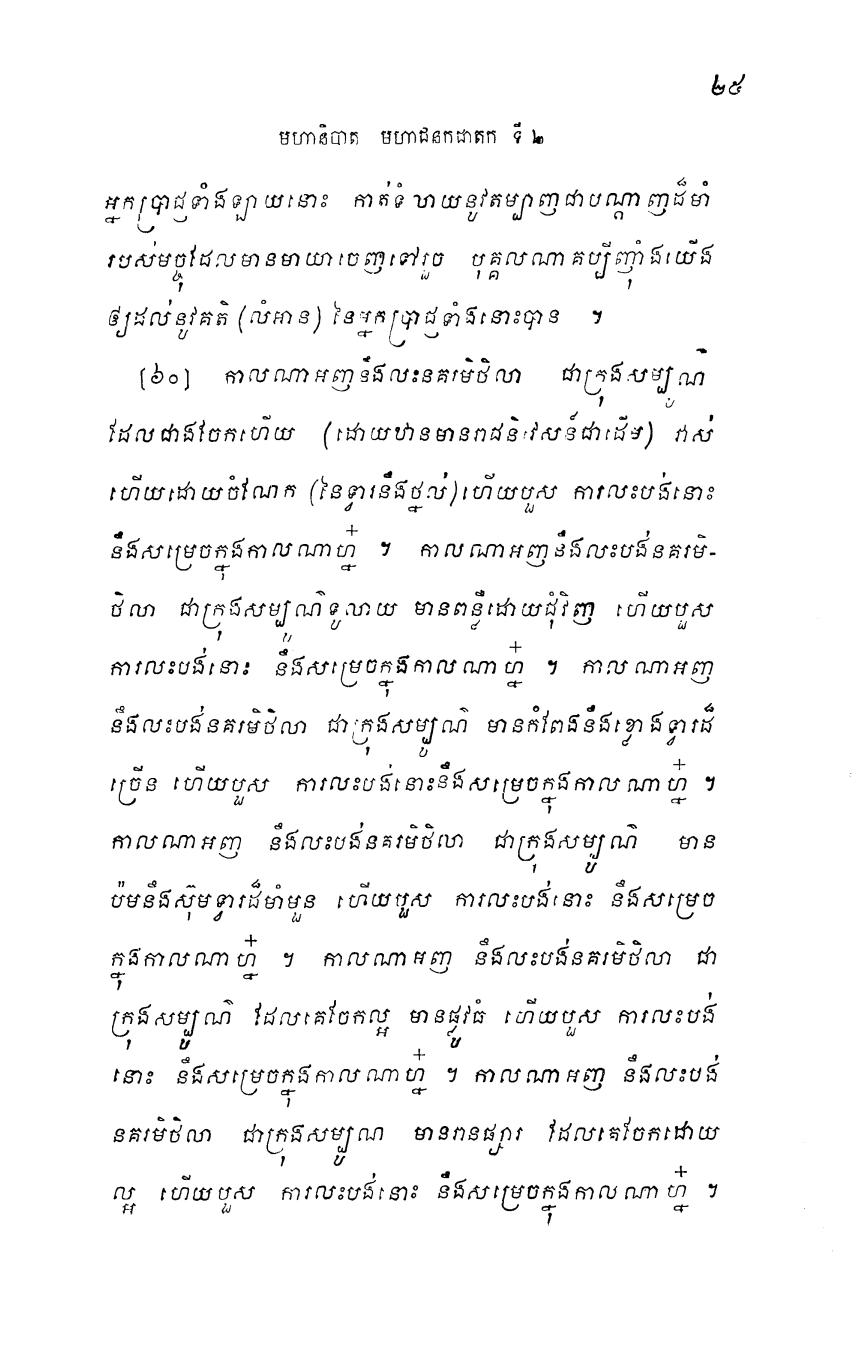 ២៥
មហានិបាត មហាជនកជាតក ទី ២
អ្នកប្រាជ្ញទាំងឡាយនោះ កាត់ទំលាយនូវតម្បាញជាបណ្តាញដ៏មាំ
របស់មច្ចុដែលមានមាយាចេញទៅរួច បុគ្គលណាគប្បីញុំាងយើង
ឲ្យដល់នូវគតិ (លំអាន) នៃអ្នកប្រាជ្ញទាំងនោះបាន ។
[៦០] កាលណាអញនឹងលះនគរមិថិលា ជាក្រុងសម្បូណ៌
ដែលជាងចែកហើយ (ដោយឋានមានរាជនិវេសន៍ជាដើម) វាស់
ហើយដោយចំណែក (នៃទ្វារនឹងថ្នល់) ហើយបួស ការលះបង់នោះ
នឹងសម្រេចក្នុងកាលណាហ្ន៎ ។ កាលណាអញនឹងលះបង់នគរមិ-
ថិលា ជាក្រុងសម្បូណ៌ទូលាយ មានពន្លឺដោយជុំវិញ ហើយបួស
ការលះបង់នោះ នឹងសម្រេចក្នុងកាលណាហ្ន៎ ។ កាលណាអញ
នឹងលះបង់នគរមិថិលា ជាក្រុងសម្បូណ៌ មានកំពែងនឹងខ្លោងទ្វារដ៏
ច្រើន ហើយបួស ការលះបង់នោះនឹងសម្រេចក្នុងកាលណាហ្ន៎ ។
កាលណាអញ នឹងលះបង់នគរមិថិលា ជាក្រុងសម្បូណ៌ មាន
ប៉មនឹងស៊ុមទ្វារដ៏មាំមួន ហើយបួស ការលះបង់នោះ នឹងសម្រេច
ក្នុងកាលណាហ្ន៎ ។ កាលណាអញ នឹងលះបង់នគរមិថិលា ជា
ក្រុងសម្បូណ៌ ដែលគេចែកល្អ មានផ្លូវធំ ហើយបួស ការលះបង់
នោះ នឹងសម្រេចក្នុងកាលណាហ្ន៎ ។ កាលណាអញ នឹងលះបង់
នគរមិថិលា ជាក្រុងសម្បូណ មានរានផ្សារ ដែលគេចែកដោយ
ល្អ ហើយបួស ការលះបង់នោះ នឹងសម្រេចក្នុងកាលណាហ្ន៎ ។